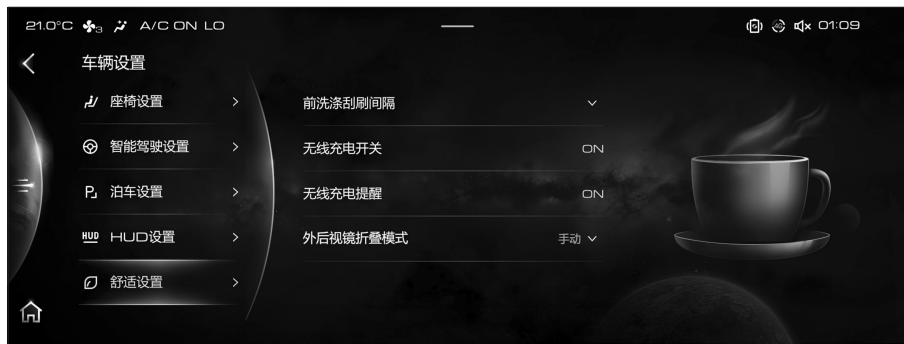 21.0°C 3 A/C ON LO 4G 01:09
车辆设置
座椅设置
智能驾驶设置
泊车设置
HUD HUD设置
舒适设置
前洗涤刮刷间隔
无线充电开关 ON
无线充电提醒 ON
外后视镜折叠模式 手动